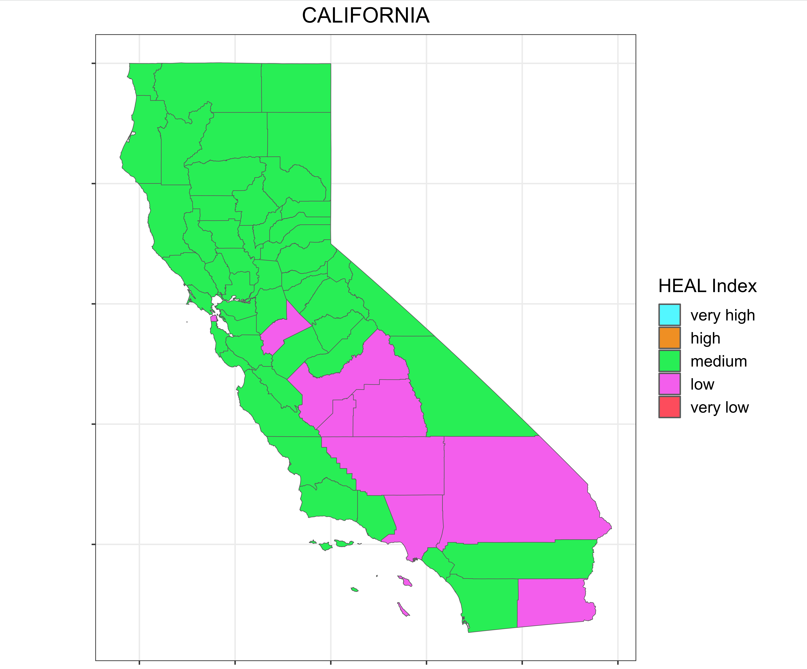 CALIFORNIA
HEAL Index
very high
high
medium
low
very low